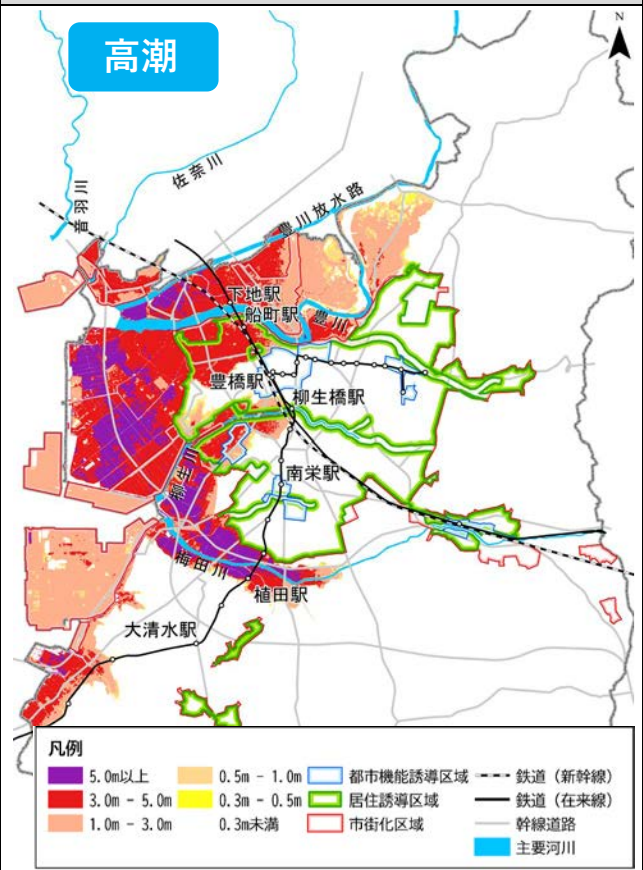 高潮
N
佐奈川
音羽川
豊川放水路
下地駅
船町駅
豊川
豊橋駅
柳生橋駅
柳生川
南栄駅
梅田川
植田駅
大清水駅
凡例
5.0m以上
3.0m - 5.0m
1.0m - 3.0m
0.5m - 1.0m
0.3m - 0.5m
0.3m未満
都市機能誘導区域
居住誘導区域
市街化区域
鉄道（新幹線）
鉄道（在来線）
幹線道路
主要河川